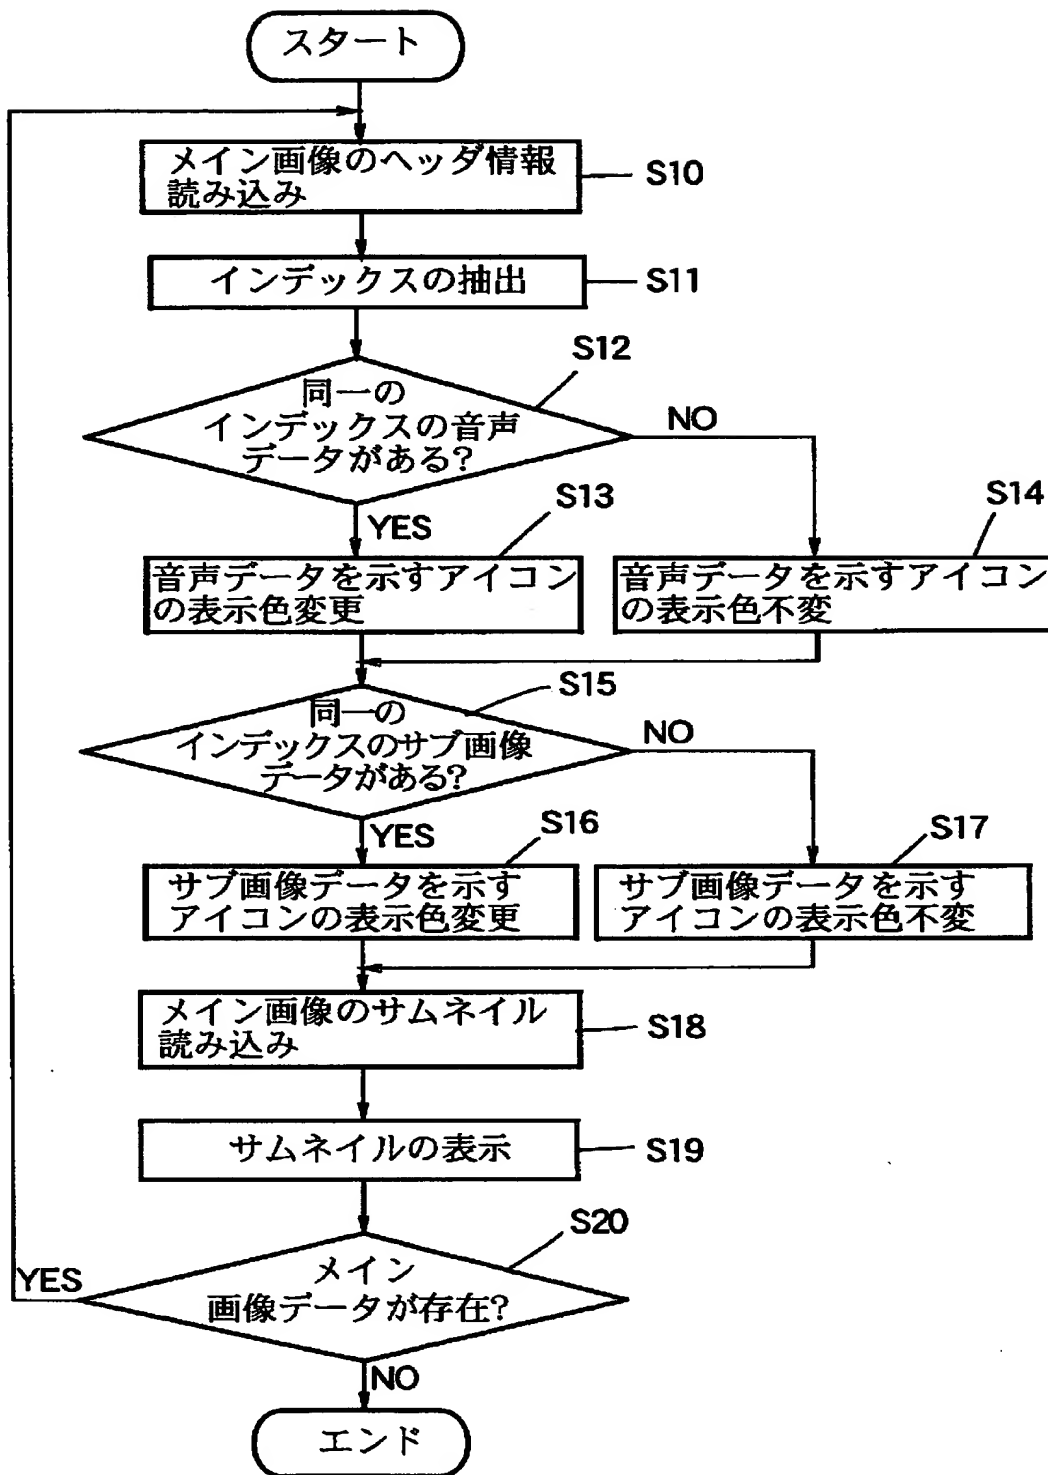 スタート
メイン画像のヘッダ情報
読み込み
S10
インデックスの抽出
S11
S12
同一の
インデックスの音声
データがある?
NO
YES
S13
S14
音声データを示すアイコン
の表示色変更
音声データを示すアイコン
の表示色不変
S15
同一の
インデックスのサブ画像
データがある?
NO
YES
S16
S17
サブ画像データを示す
アイコンの表示色変更
サブ画像データを示す
アイコンの表示色不変
メイン画像のサムネイル
読み込み
S18
サムネイルの表示
S19
S20
メイン
画像データが存在?
YES
NO
エンド